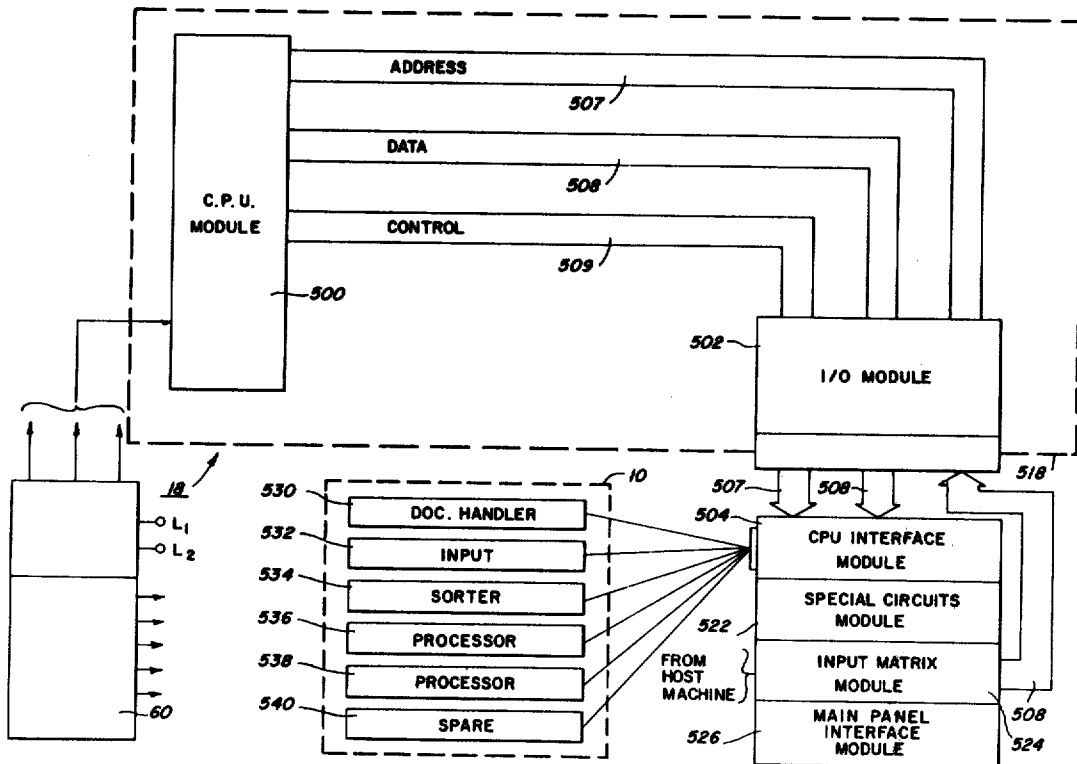 ADDRESS
507
DATA
508
C.P.U.
MODULE
CONTROL
509
500
502
I/O MODULE
518
18
10
507
508
530
DOC. HANDLER
504
L1
532
INPUT
CPU INTERFACE
MODULE
L2
534
SORTER
SPECIAL CIRCUITS
MODULE
522
536
PROCESSOR
FROM
HOST
MACHINE
INPUT MATRIX
MODULE
538
PROCESSOR
508
540
SPARE
MAIN PANEL
INTERFACE
MODULE
524
526
60